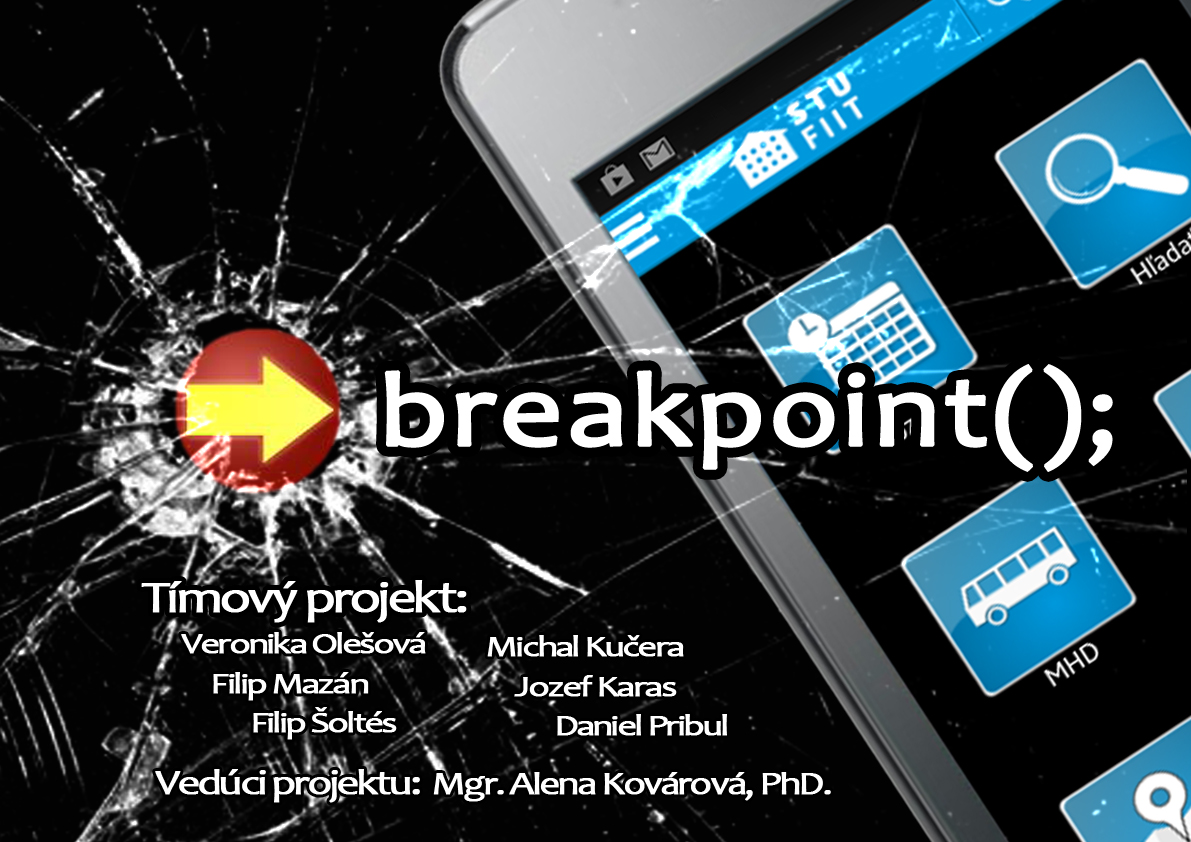 STU
FIIT
Hľadať
breakpoint();
Tímový projekt:
Veronika Olešová
Michal Kučera
Filip Mazán
Jozef Karas
Filip Šoltés
Daniel Pribul
MHD
Vedúci projektu: Mgr. Alena Kovárová, PhD.